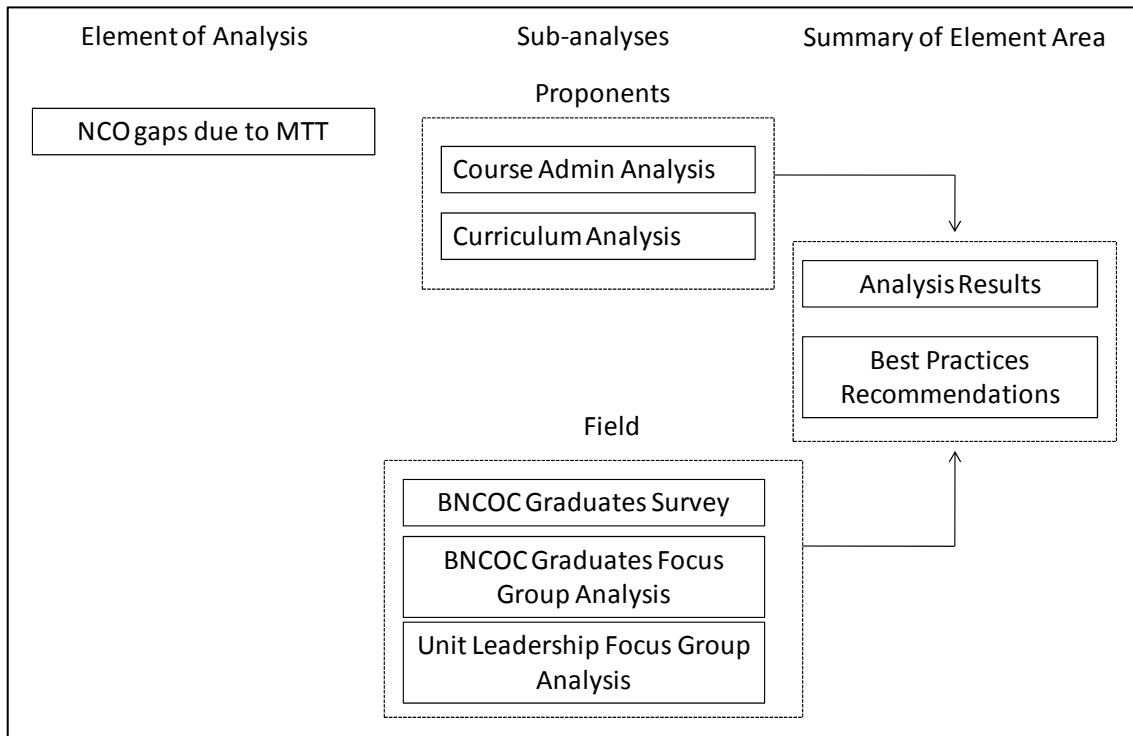 Element of Analysis
Sub-analyses
Summary of Element Area
Proponents
NCO gaps due to MTT
Course Admin Analysis
Curriculum Analysis
Analysis Results
Best Practices
Recommendations
Field
BNCOC Graduates Survey
BNCOC Graduates Focus
Group Analysis
Unit Leadership Focus Group
Analysis